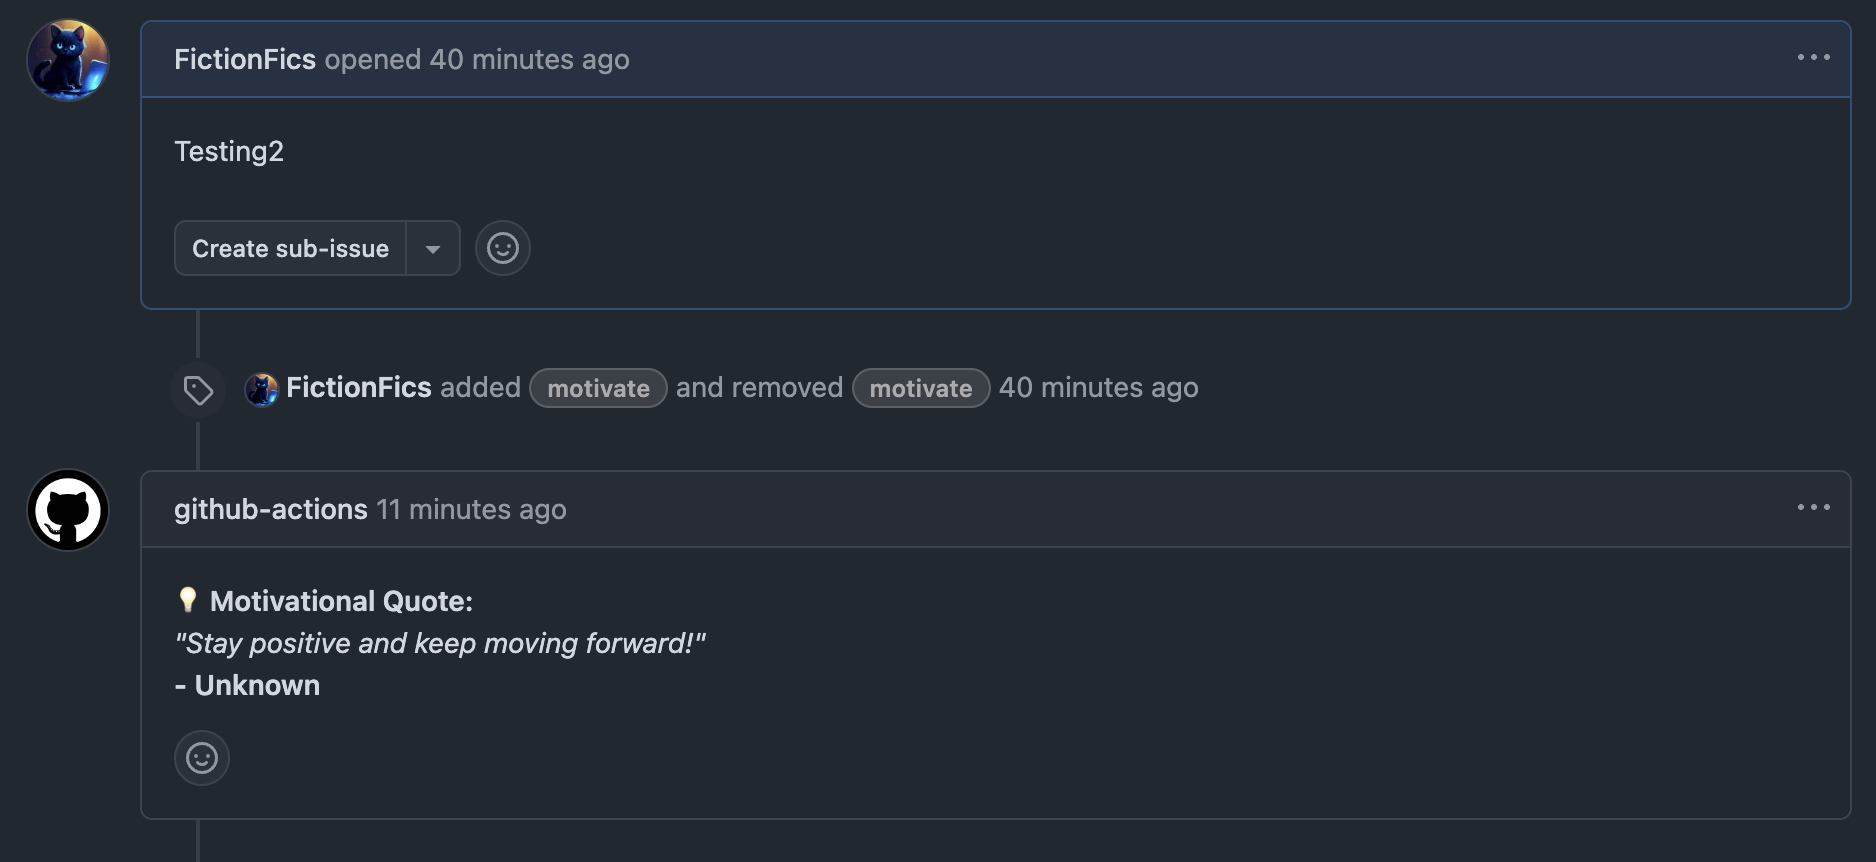 FictionFics opened 40 minutes ago
Testing2
Create sub-issue
FictionFics added motivate and removed motivate 40 minutes ago
github-actions 11 minutes ago
💡 Motivational Quote:
"Stay positive and keep moving forward!"
- Unknown